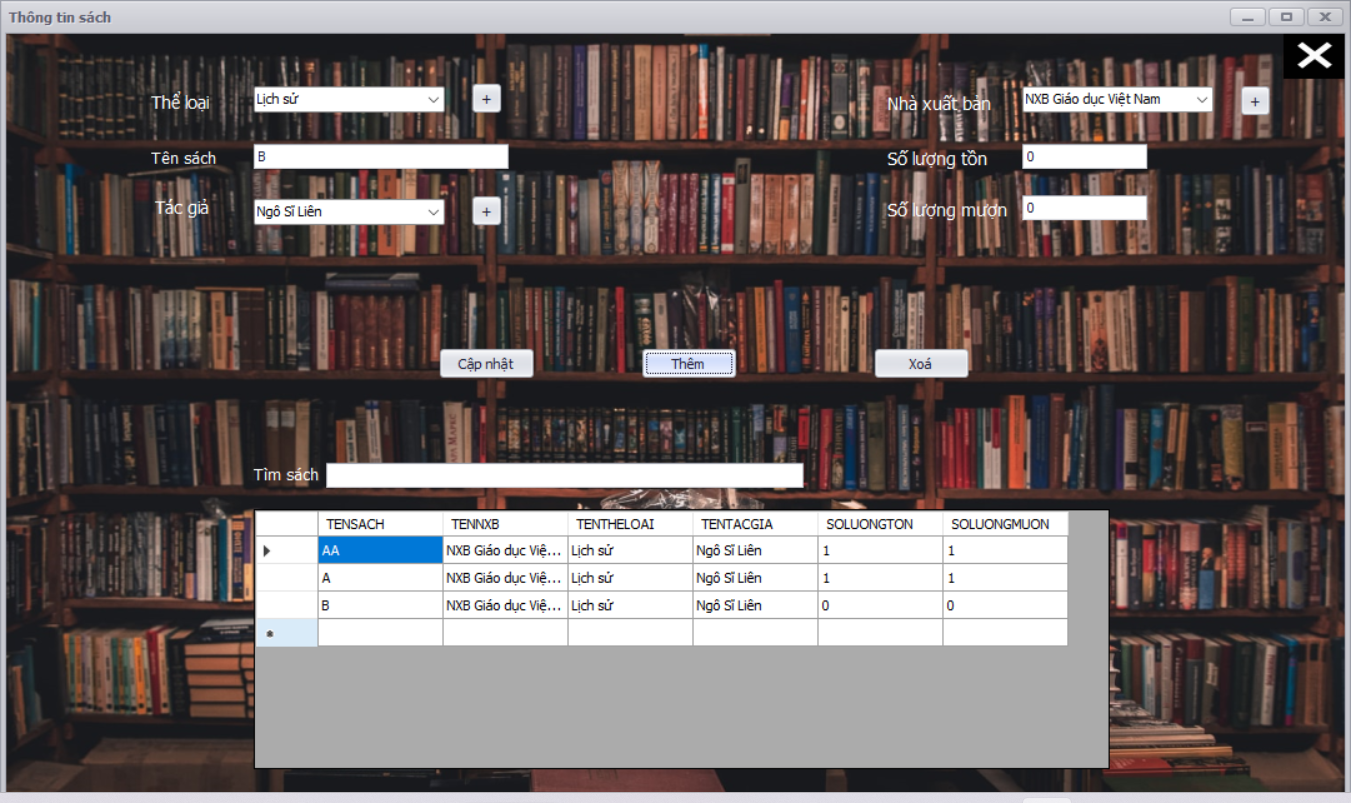 Thông tin sách
Thể loại Lịch sử + Nhà xuất bản NXB Giáo dục Việt Nam +
Tên sách B Số lượng tồn 0
Tác giả Ngô Sĩ Liên + Số lượng mượn 0
Cập nhật Thêm Xoá
Tìm sách
TENSACH TENNXB TENTHELOAI TENTACGIA SOLUONGTON SOLUONGMUON
AA NXB Giáo dục Việ... Lịch sử Ngô Sĩ Liên 1 1
A NXB Giáo dục Việ... Lịch sử Ngô Sĩ Liên 1 1
B NXB Giáo dục Việ... Lịch sử Ngô Sĩ Liên 0 0